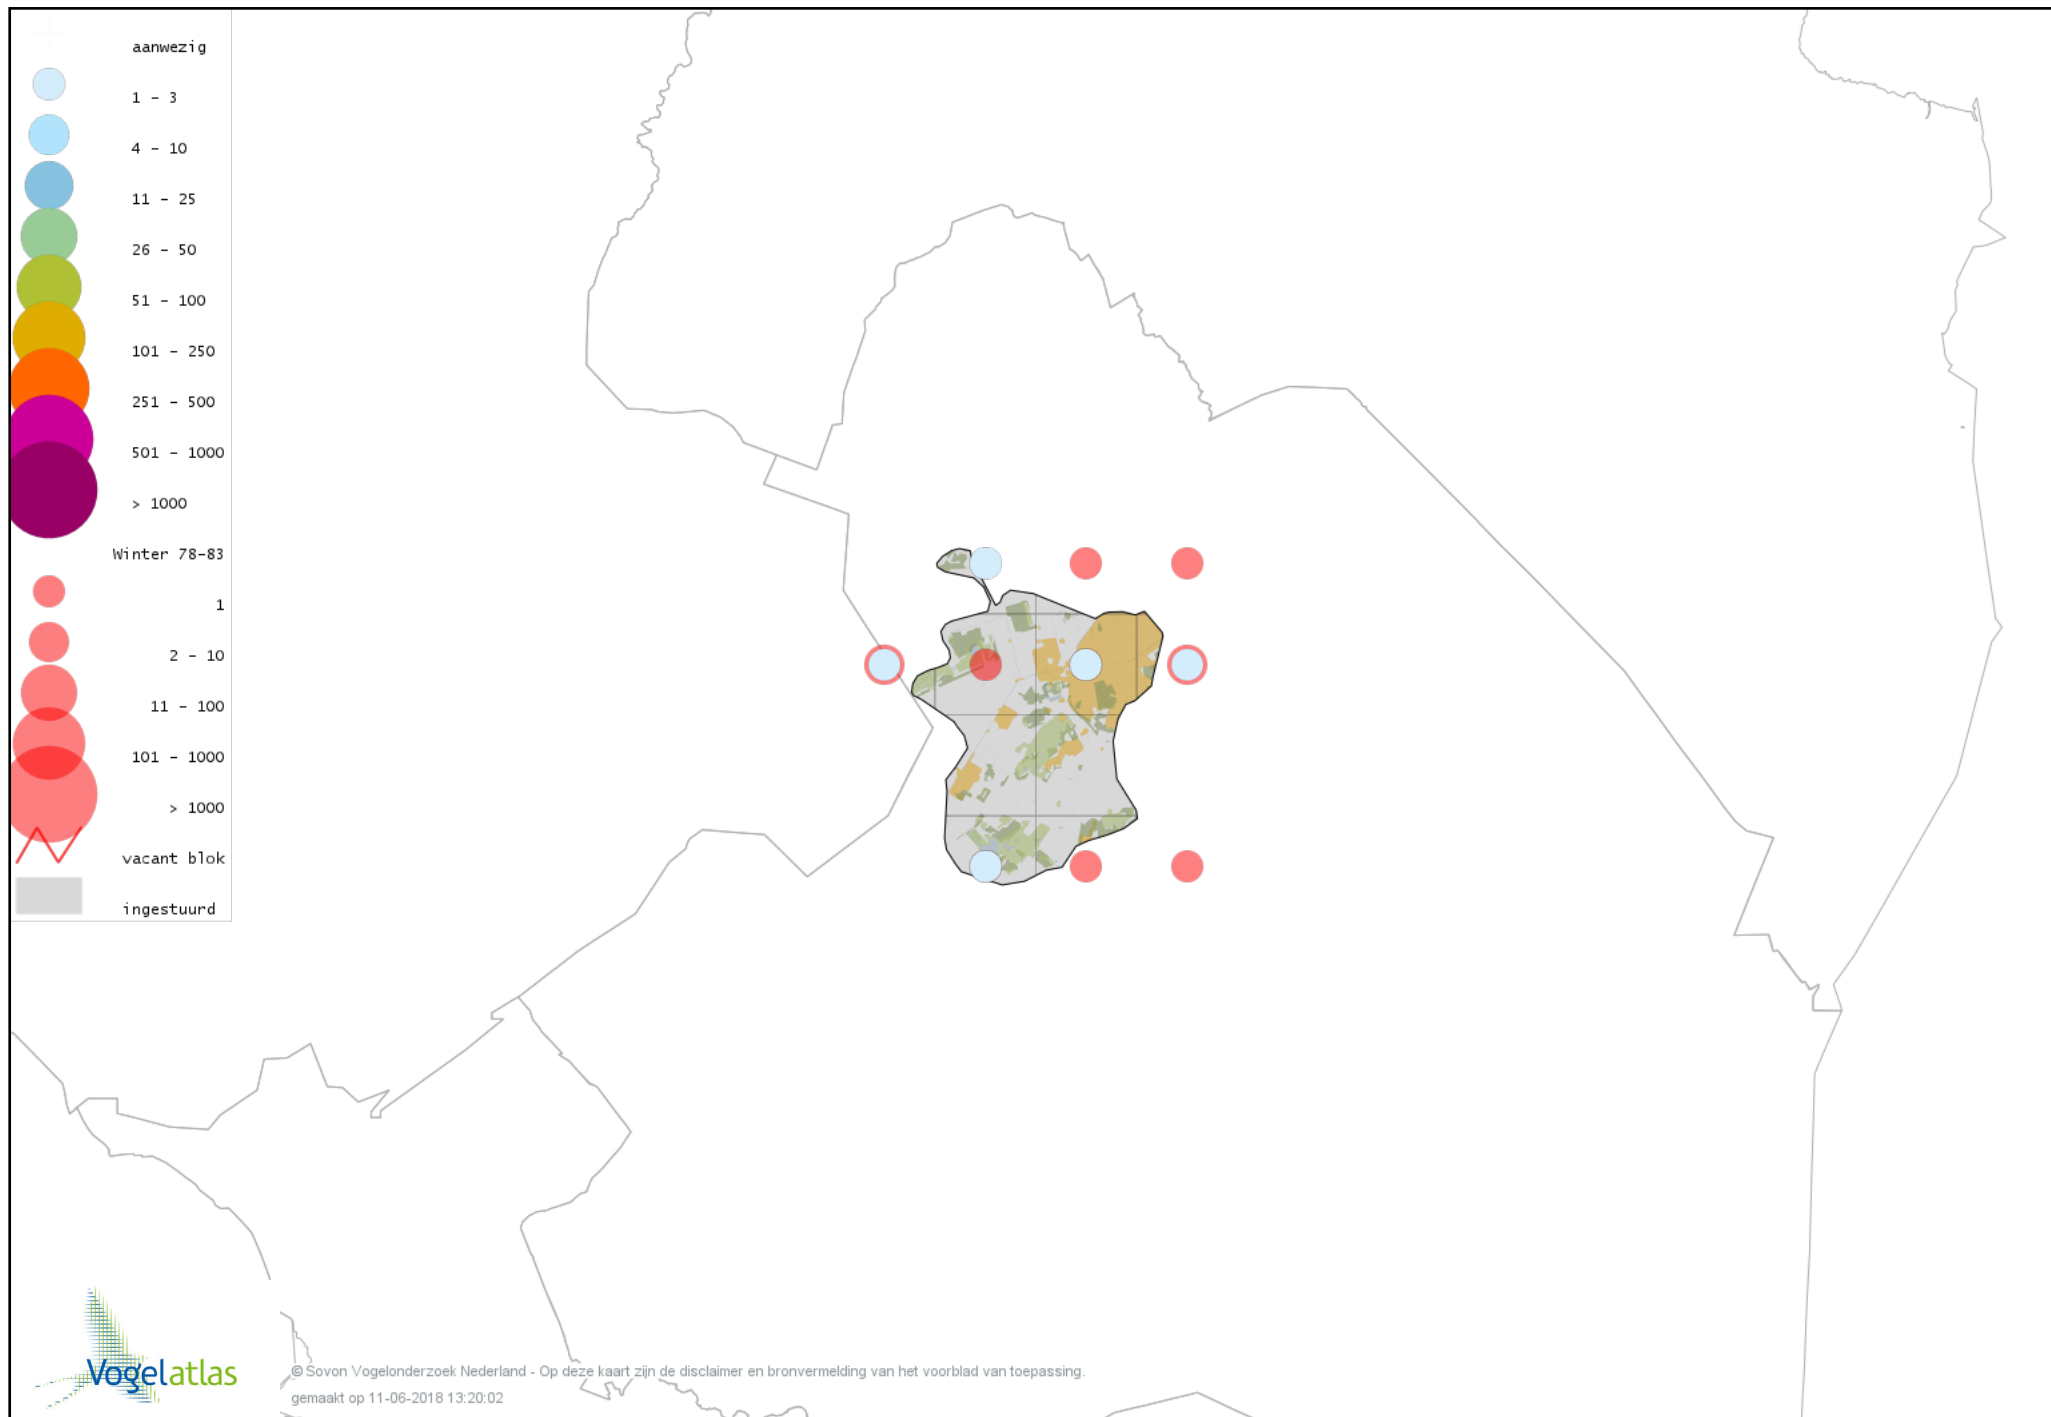 aanwezig
1 - 3
4 - 10
11 - 25
26 - 50
51 - 100
101 - 250
251 - 500
501 - 1000
> 1000
Winter 78-83
1
2 - 10
11 - 100
101 - 1000
> 1000
vacant blok
ingestuurd
Vogelatlas
© Sovon Vogelonderzoek Nederland - Op deze kaart zijn de disclaimer en bronvermelding van het voorblad van toepassing.
gemaakt op 11-06-2018 13:20:02